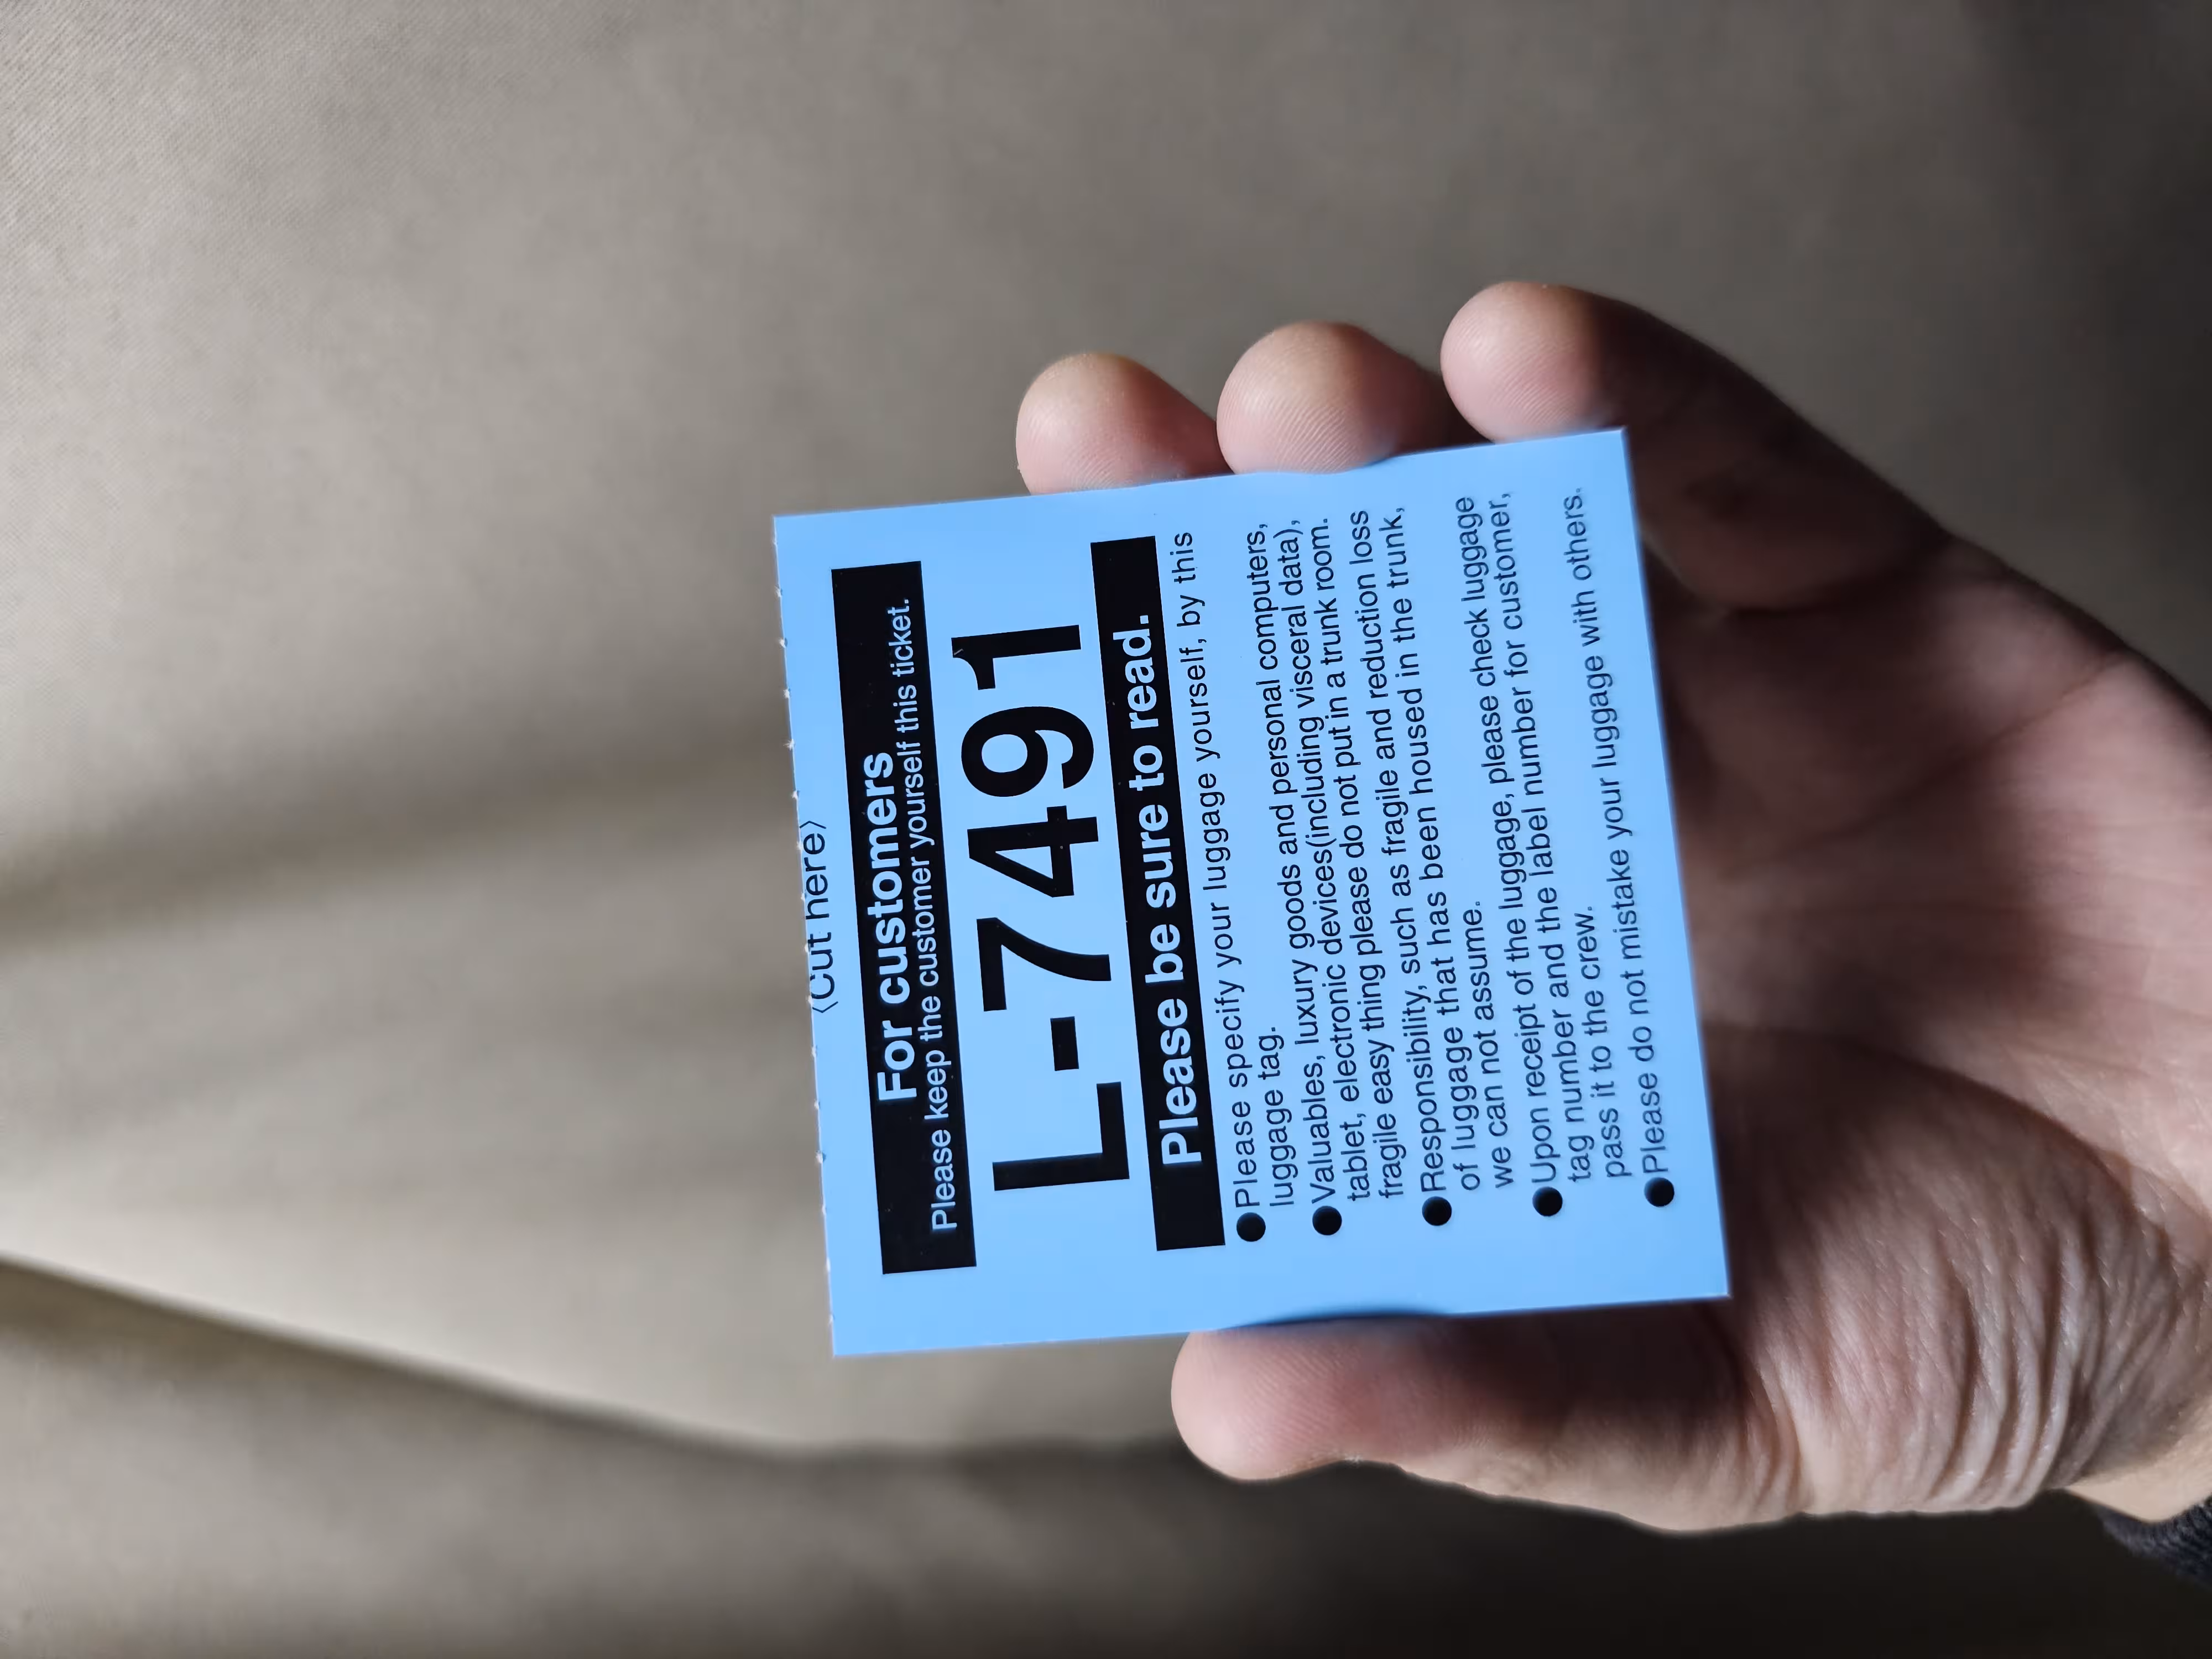 〈Cut here〉
For customers
Please keep the customer yourself this ticket.
L-7491
Please be sure to read.
●Please specify your luggage yourself, by this
luggage tag.
●Valuables, luxury goods and personal computers,
tablet, electronic devices(including visceral data),
fragile easy thing please do not put in a trunk room.
●Responsibility, such as fragile and reduction loss
of luggage that has been housed in the trunk,
we can not assume.
●Upon receipt of the luggage, please check luggage
tag number and the label number for customer,
pass it to the crew.
●Please do not mistake your luggage with others.